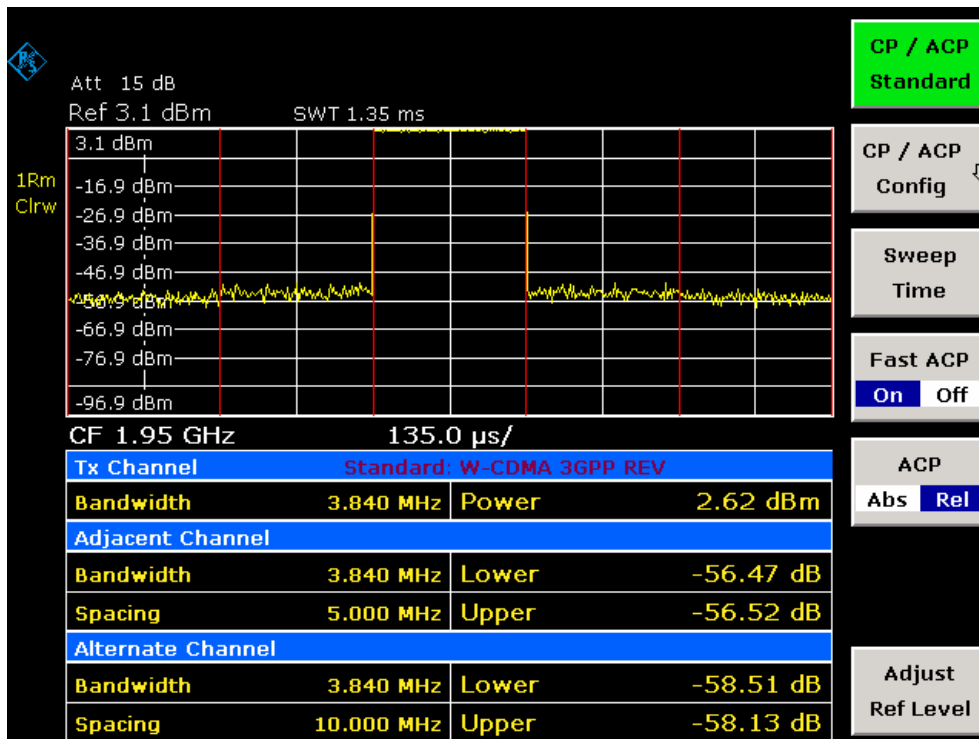 Att 15 dB
Ref 3.1 dBm SWT 1.35 ms
3.1 dBm
1Rm
Clrw
-16.9 dBm
-26.9 dBm
-36.9 dBm
-46.9 dBm
-56.9 dBm
-66.9 dBm
-76.9 dBm
-96.9 dBm
CF 1.95 GHz 135.0 µs/
Tx Channel Standard: W-CDMA 3GPP REV
Bandwidth 3.840 MHz Power 2.62 dBm
Adjacent Channel
Bandwidth 3.840 MHz Lower -56.47 dB
Spacing 5.000 MHz Upper -56.52 dB
Alternate Channel
Bandwidth 3.840 MHz Lower -58.51 dB
Spacing 10.000 MHz Upper -58.13 dB
CP / ACP
Standard
CP / ACP
Config
Sweep
Time
Fast ACP
On Off
ACP
Abs Rel
Adjust
Ref Level